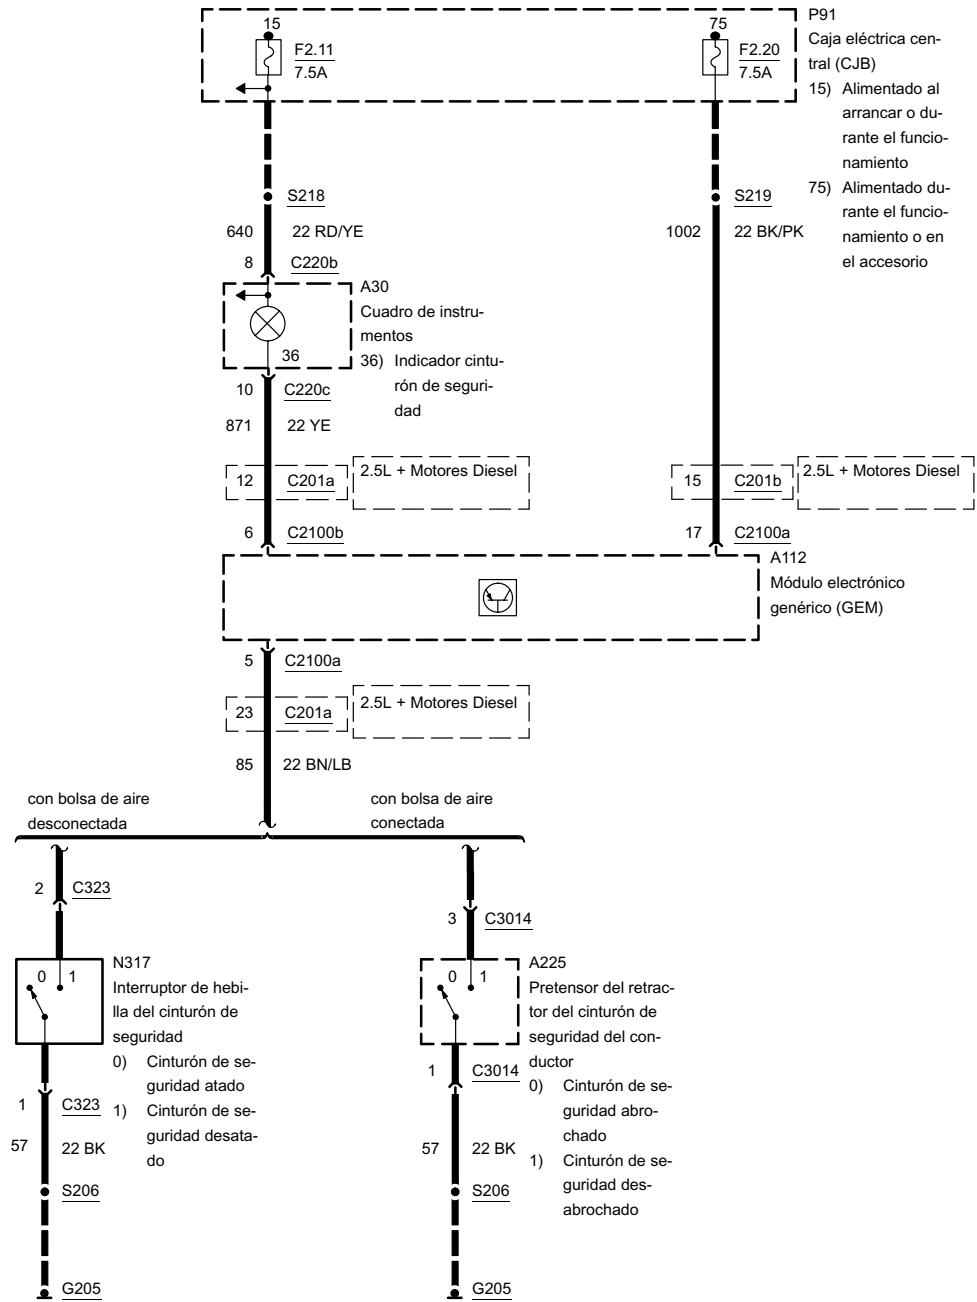 15
F2.11
7.5A
75
F2.20
7.5A
P91
Caja eléctrica cen-
tral (CJB)
15) Alimentado al
arrancar o du-
rante el funcio-
namiento
75) Alimentado du-
rante el funcio-
namiento o en
el accesorio
S218
S219
640 22 RD/YE
1002 22 BK/PK
8 C220b
A30
Cuadro de instru-
mentos
36) Indicador cintu-
rón de seguri-
dad
36
10 C220c
871 22 YE
12 C201a
2.5L + Motores Diesel
15 C201b
2.5L + Motores Diesel
6 C2100b
17 C2100a
A112
Módulo electrónico
genérico (GEM)
5 C2100a
23 C201a
2.5L + Motores Diesel
85 22 BN/LB
con bolsa de aire
desconectada
con bolsa de aire
conectada
2 C323
3 C3014
0 1
N317
Interruptor de hebi-
lla del cinturón de
seguridad
0) Cinturón de se-
guridad atado
1) Cinturón de se-
guridad desata-
do
0 1
A225
Pretensor del retrac-
tor del cinturón de
seguridad del con-
ductor
0) Cinturón de se-
guridad abro-
chado
1) Cinturón de se-
guridad des-
abrochado
1 C323
57 22 BK
S206
G205
1 C3014
57 22 BK
S206
G205